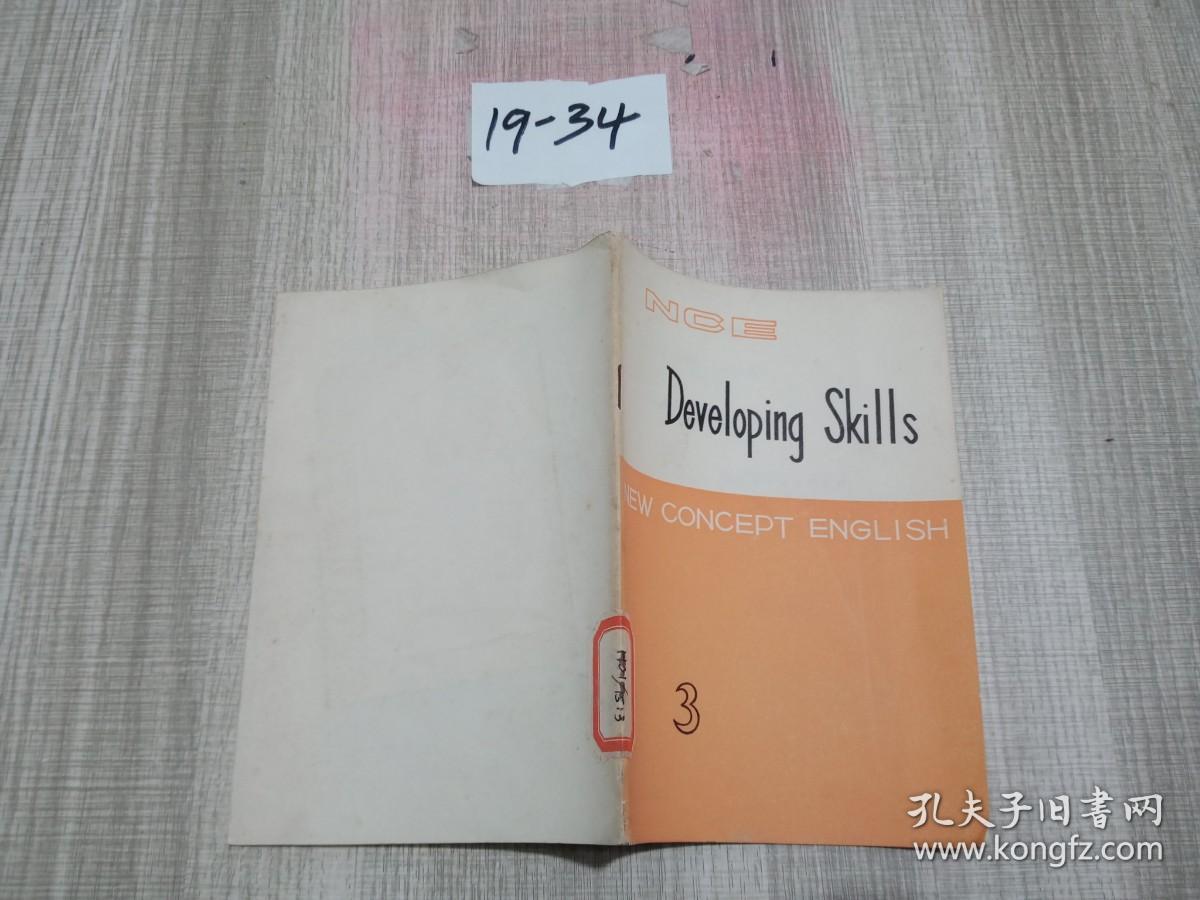 19-34
NCE
Developing Skills
NEW CONCEPT ENGLISH
3
孔夫子旧书网
www.kongfz.com